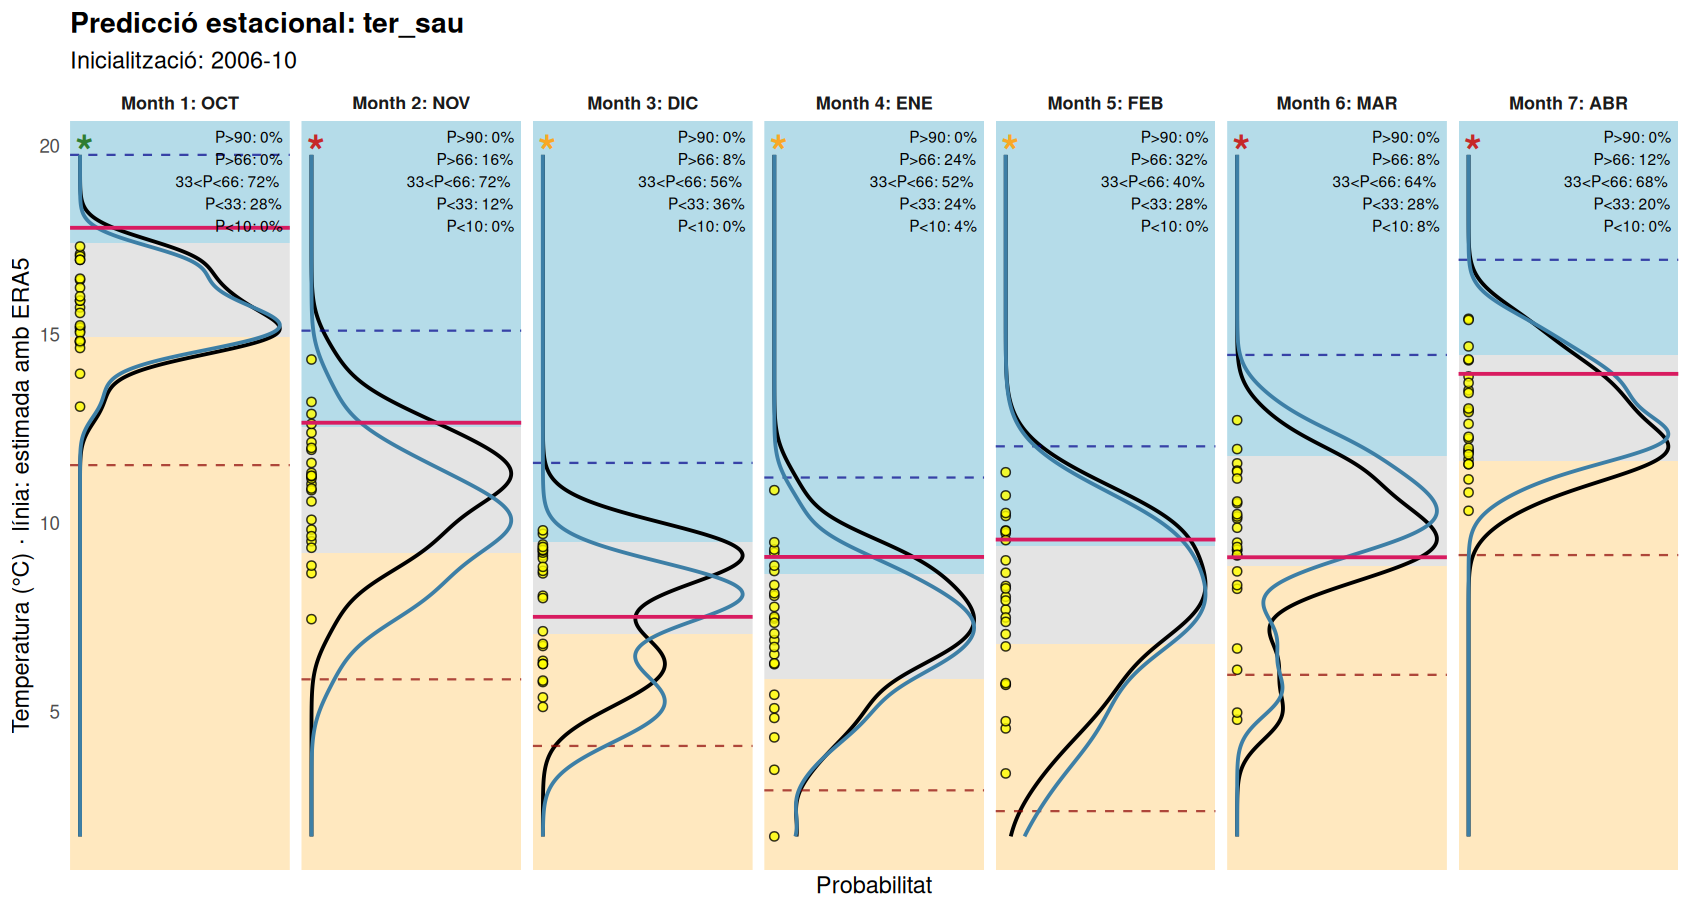 Predicció estacional: ter_sau
Inicialització: 2006-10
Month 1: OCT
Month 2: NOV
Month 3: DIC
Month 4: ENE
Month 5: FEB
Month 6: MAR
Month 7: ABR
Temperatura (°C) · línia: estimada amb ERA5
20
15
10
5
*
P>90: 0%
P>66: 0%
33<P<66: 72%
P<33: 28%
P<10: 0%
*
P>90: 0%
P>66: 16%
33<P<66: 72%
P<33: 12%
P<10: 0%
*
P>90: 0%
P>66: 8%
33<P<66: 56%
P<33: 36%
P<10: 0%
*
P>90: 0%
P>66: 24%
33<P<66: 52%
P<33: 24%
P<10: 4%
*
P>90: 0%
P>66: 32%
33<P<66: 40%
P<33: 28%
P<10: 0%
*
P>90: 0%
P>66: 8%
33<P<66: 64%
P<33: 28%
P<10: 8%
*
P>90: 0%
P>66: 12%
33<P<66: 68%
P<33: 20%
P<10: 0%
Probabilitat